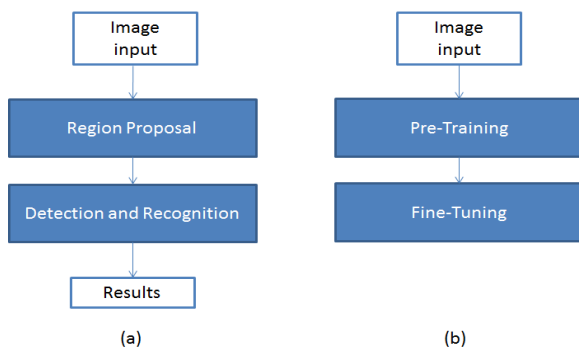 Image
input
Region Proposal
Detection and Recognition
Results
(a)
Image
input
Pre-Training
Fine-Tuning
(b)